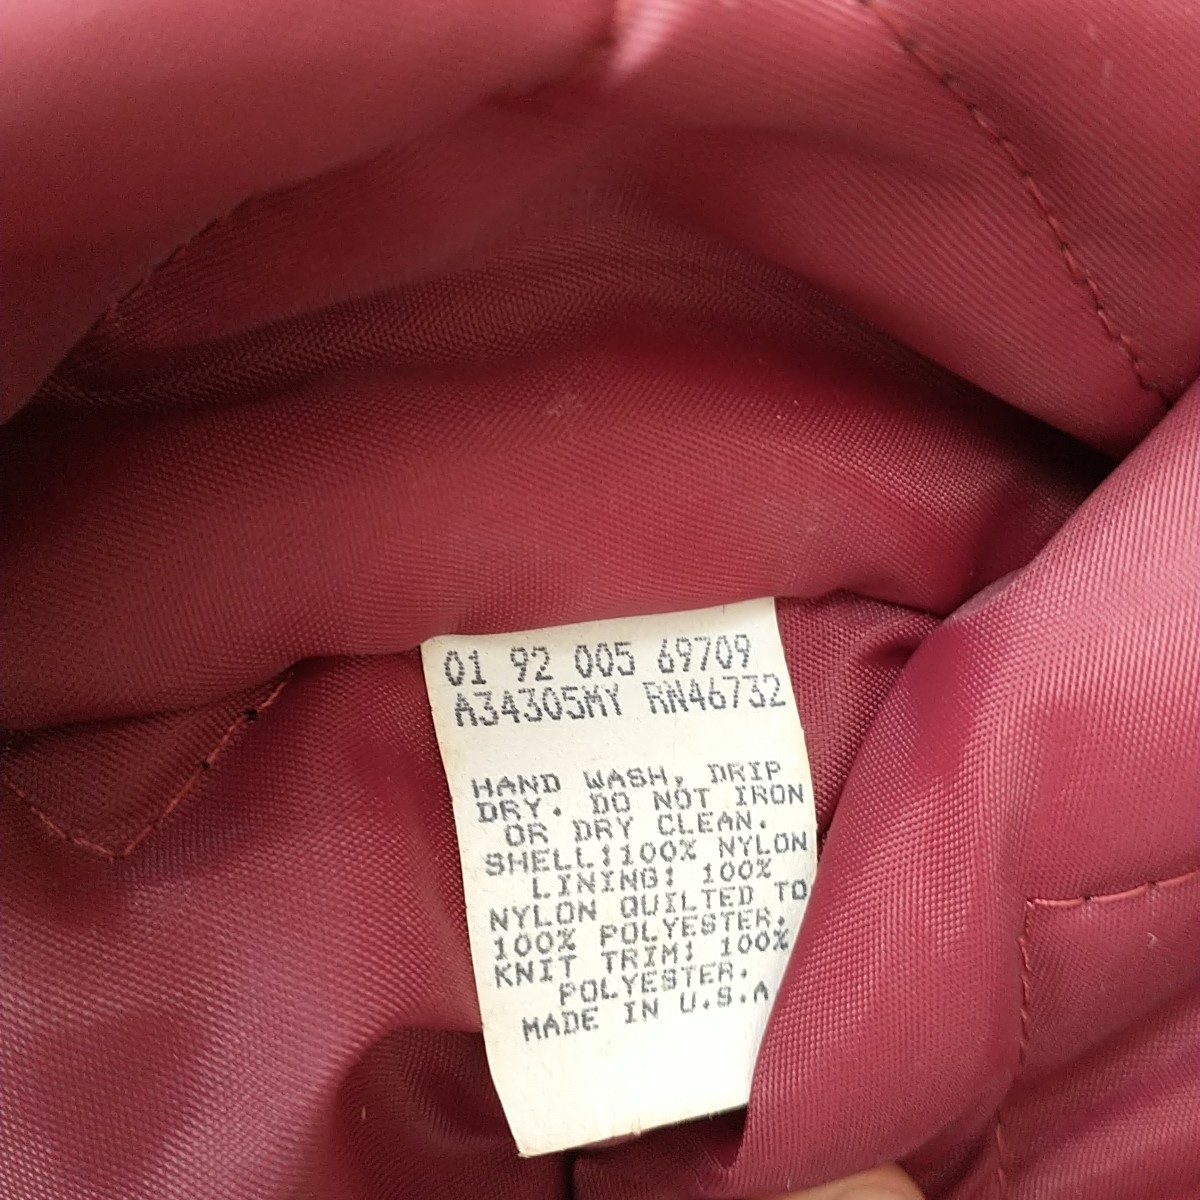 01 92 005 69709
A34305MY RN46732
HAND WASH, DRIP
DRY. DO NOT IRON
OR DRY CLEAN.
SHELL:100% NYLON
LINING: 100%
NYLON QUILTED TO
100% POLYESTER.
KNIT TRIM: 100%
POLYESTER.
MADE IN U.S.A